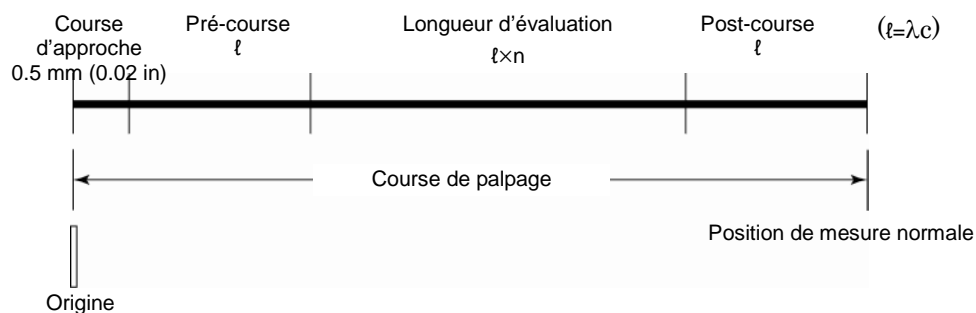 Course
d'approche
0.5 mm (0.02 in)
Pré-course
ℓ
Longueur d'évaluation
ℓ×n
Post-course
ℓ
(ℓ=λc)
Course de palpage
Position de mesure normale
Origine